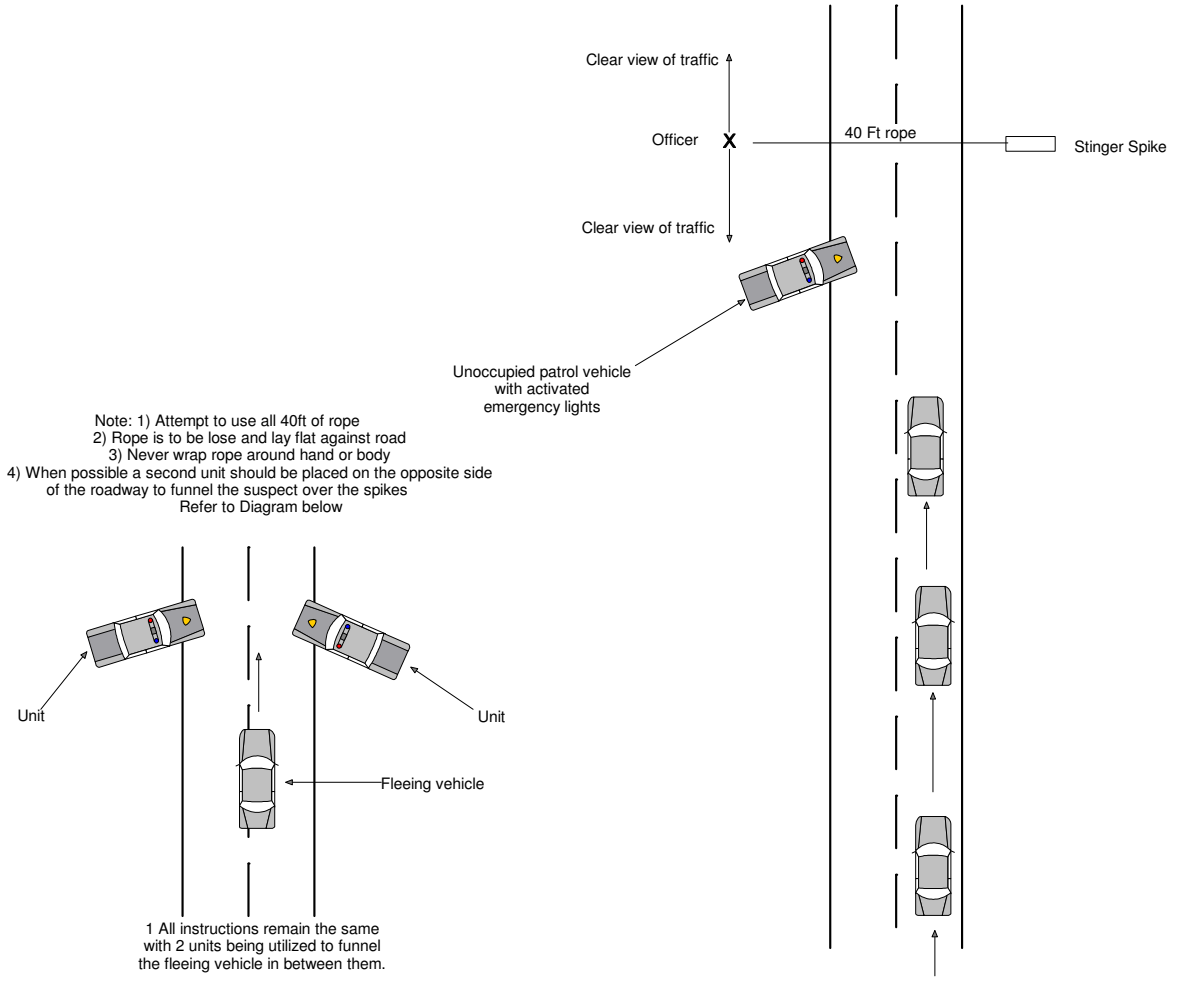 Clear view of traffic
Officer
X
40 Ft rope
Stinger Spike
Clear view of traffic
Unoccupied patrol vehicle
with activated
emergency lights
Note: 1) Attempt to use all 40ft of rope
2) Rope is to be lose and lay flat against road
3) Never wrap rope around hand or body
4) When possible a second unit should be placed on the opposite side
of the roadway to funnel the suspect over the spikes
Refer to Diagram below
Unit
Unit
Fleeing vehicle
1 All instructions remain the same
with 2 units being utilized to funnel
the fleeing vehicle in between them.